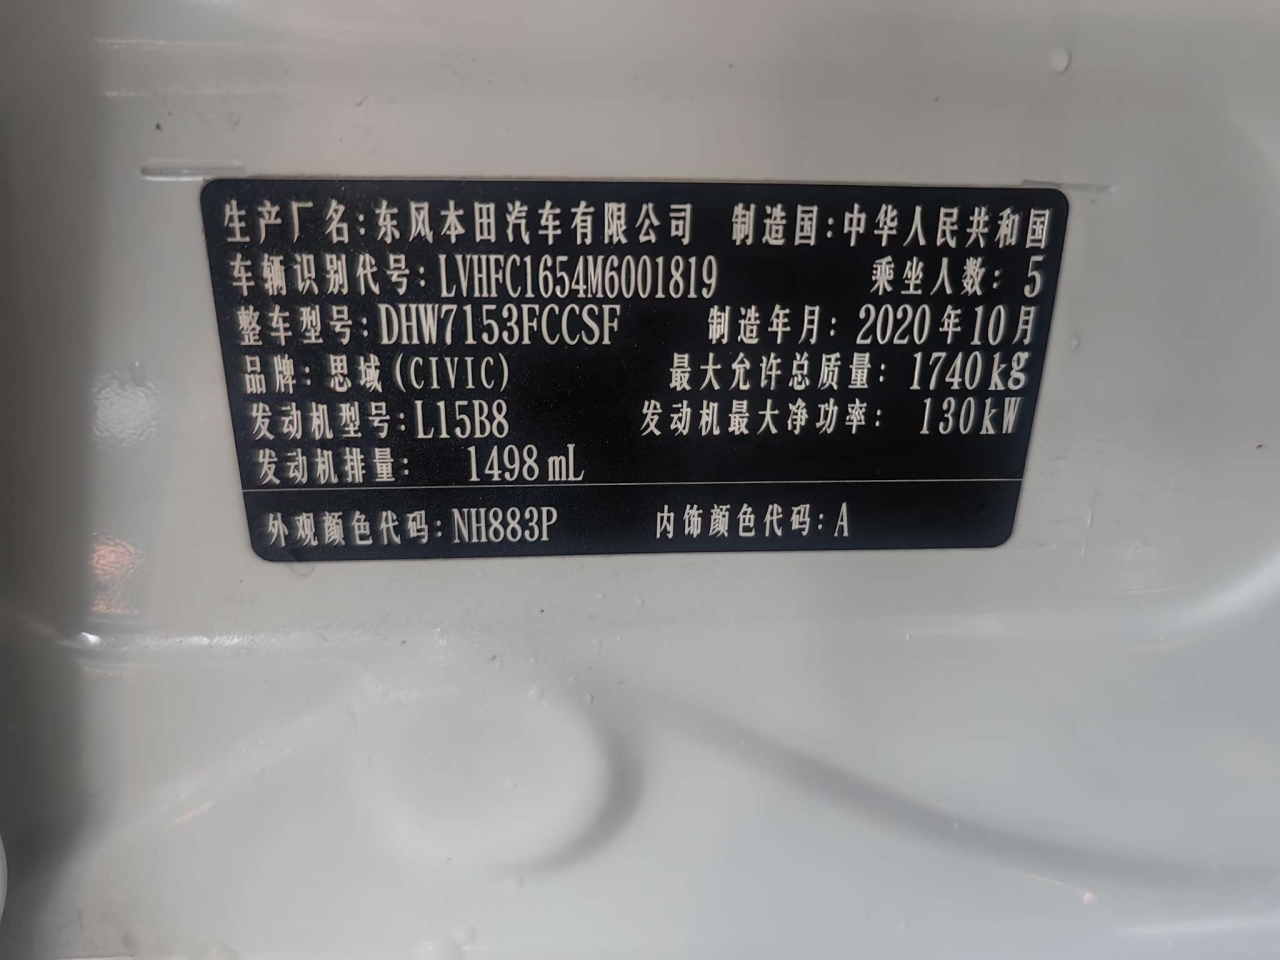 生产厂名:东风本田汽车有限公司 制造国:中华人民共和国
车辆识别代号:LVHFC1654M6001819 乘坐人数:5
整车型号:DHW7153FCCSF 制造年月:2020年10月
品牌:思域(CIVIC) 最大允许总质量:1740kg
发动机型号:L15B8 发动机最大净功率:130kW
发动机排量: 1498mL
外观颜色代码:NH883P 内饰颜色代码:A